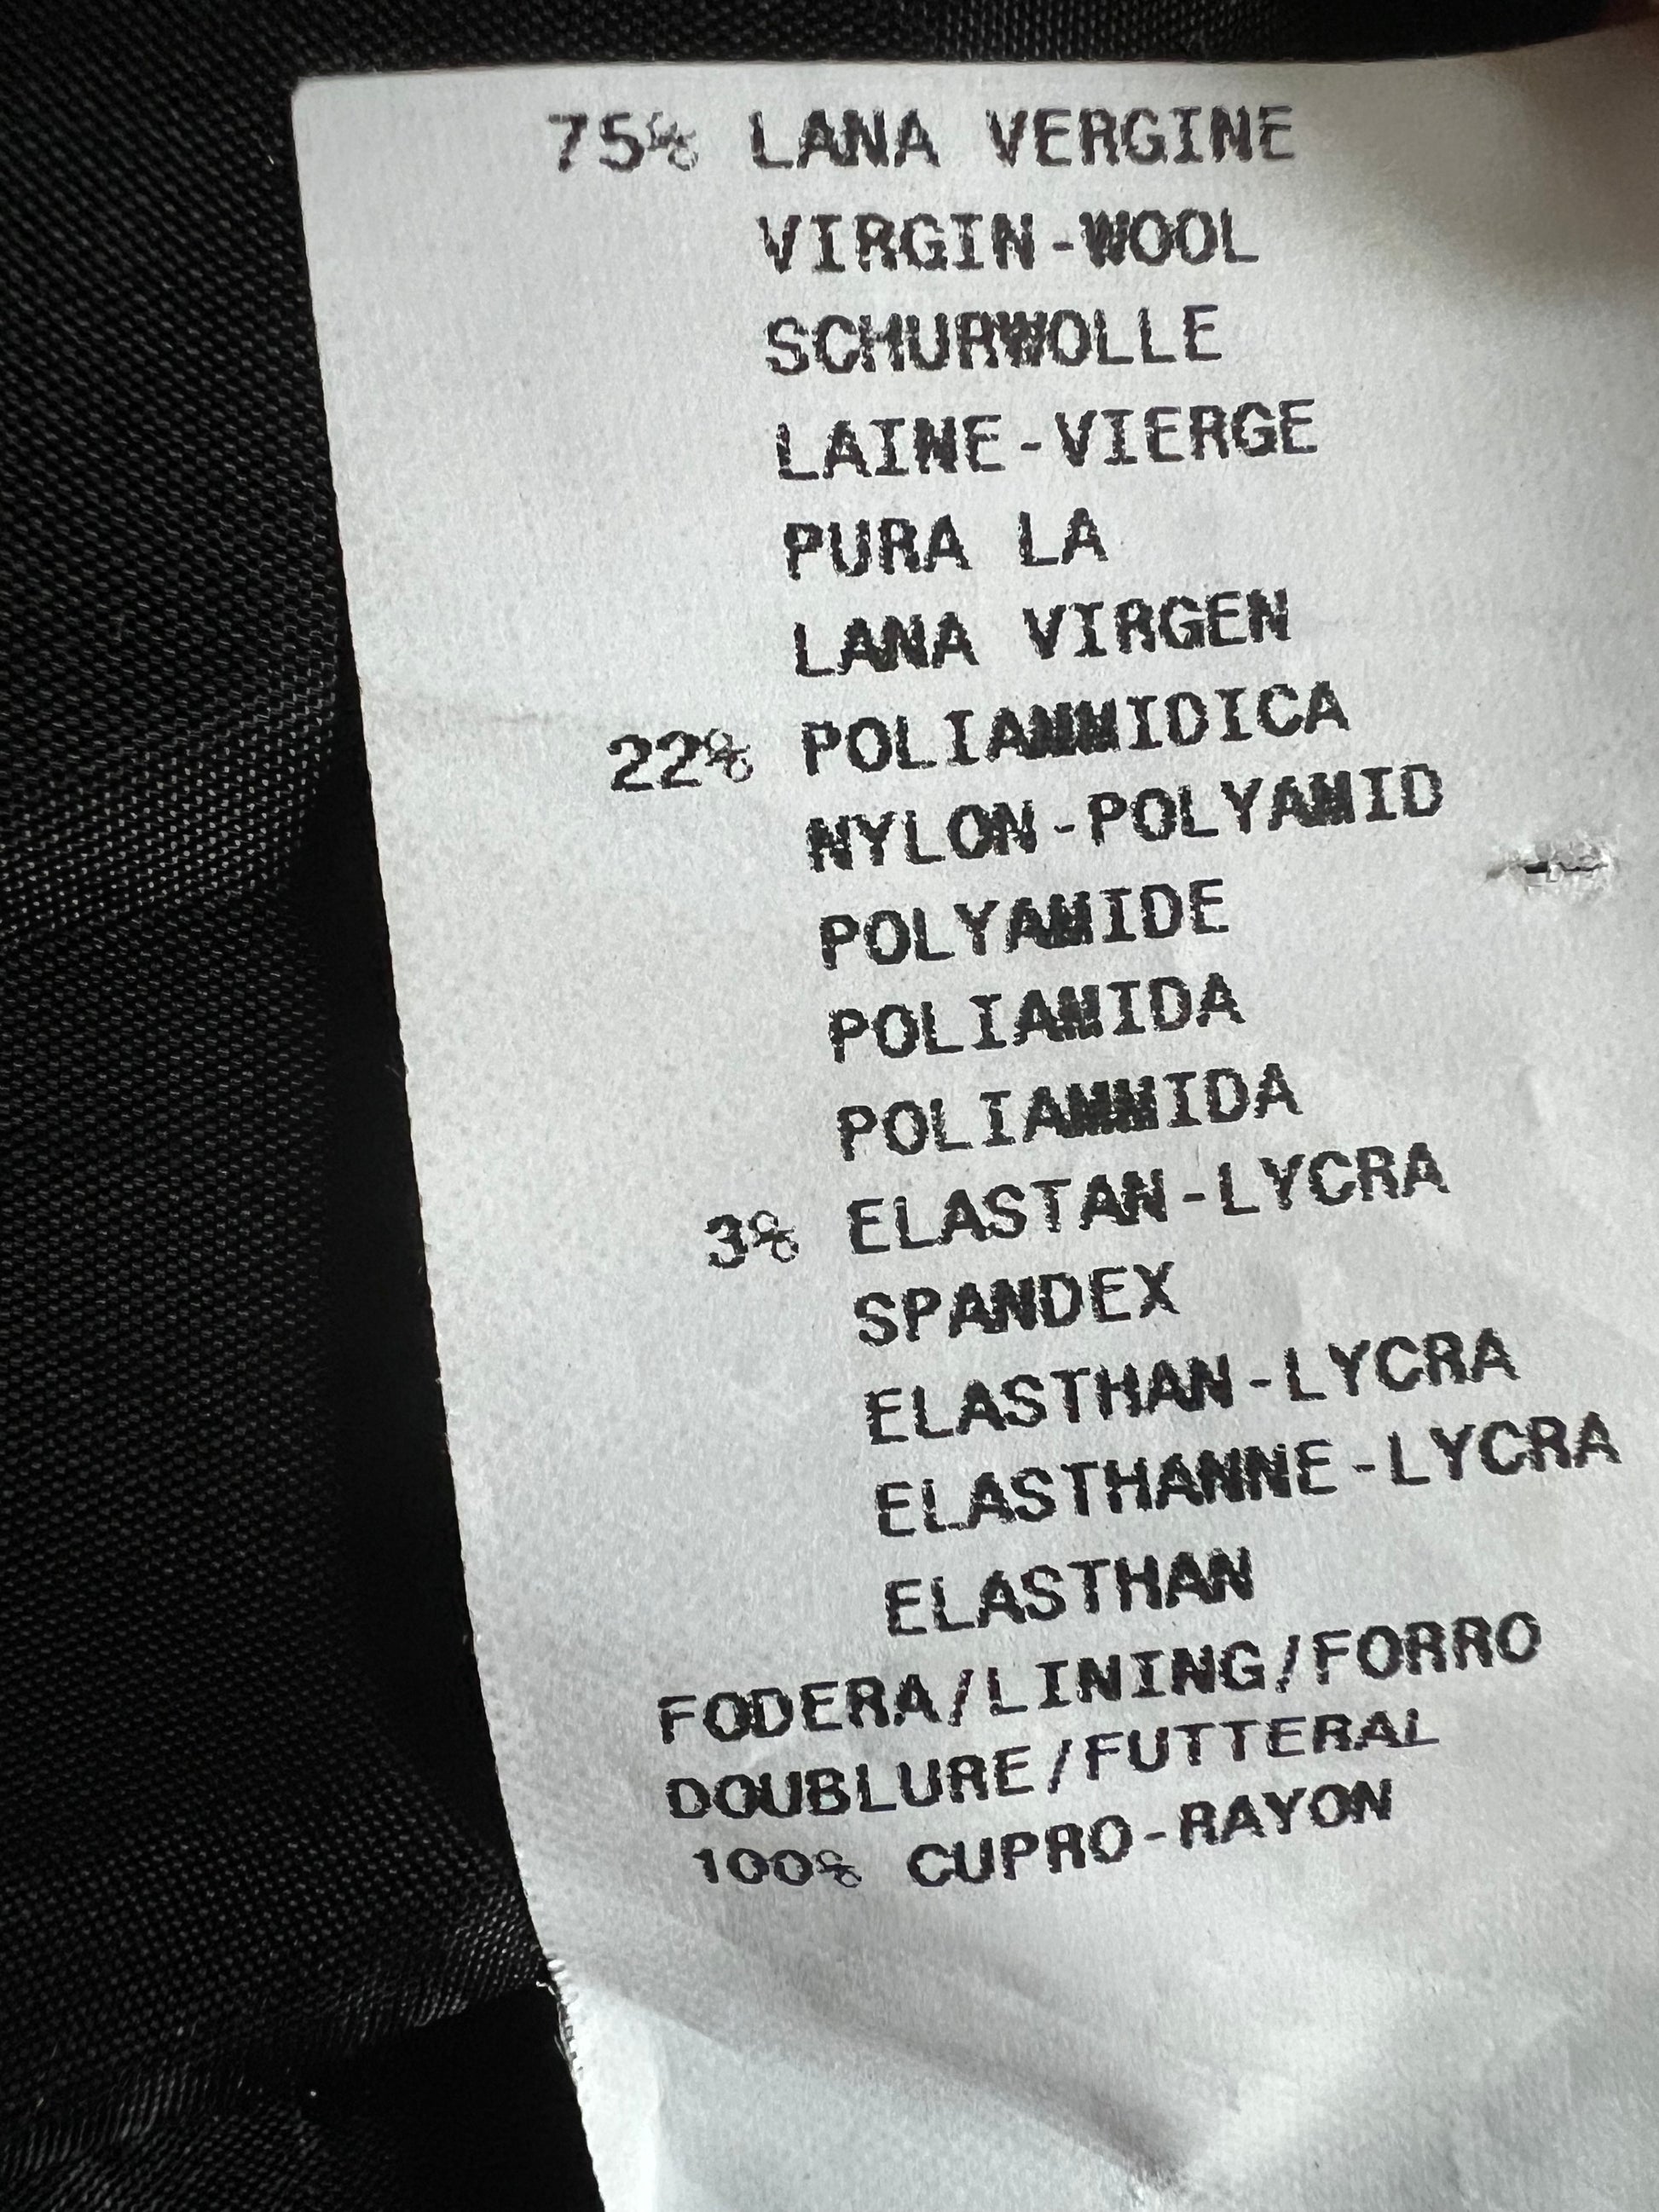 75% LANA VERGINE
VIRGIN-WOOL
SCHURWOLLE
LAINE-VIERGE
PURA LA
LANA VIRGEN
22% POLIAMMIDICA
NYLON-POLYAMID
POLYAMIDE
POLIAMIDA
POLIAMMIDA
3% ELASTAN-LYCRA
SPANDEX
ELASTHAN-LYCRA
ELASTHANNE-LYCRA
ELASTHAN
FODERA/LINING/FORRO
DOUBLURE/FUTTERAL
100% CUPRO-RAYON